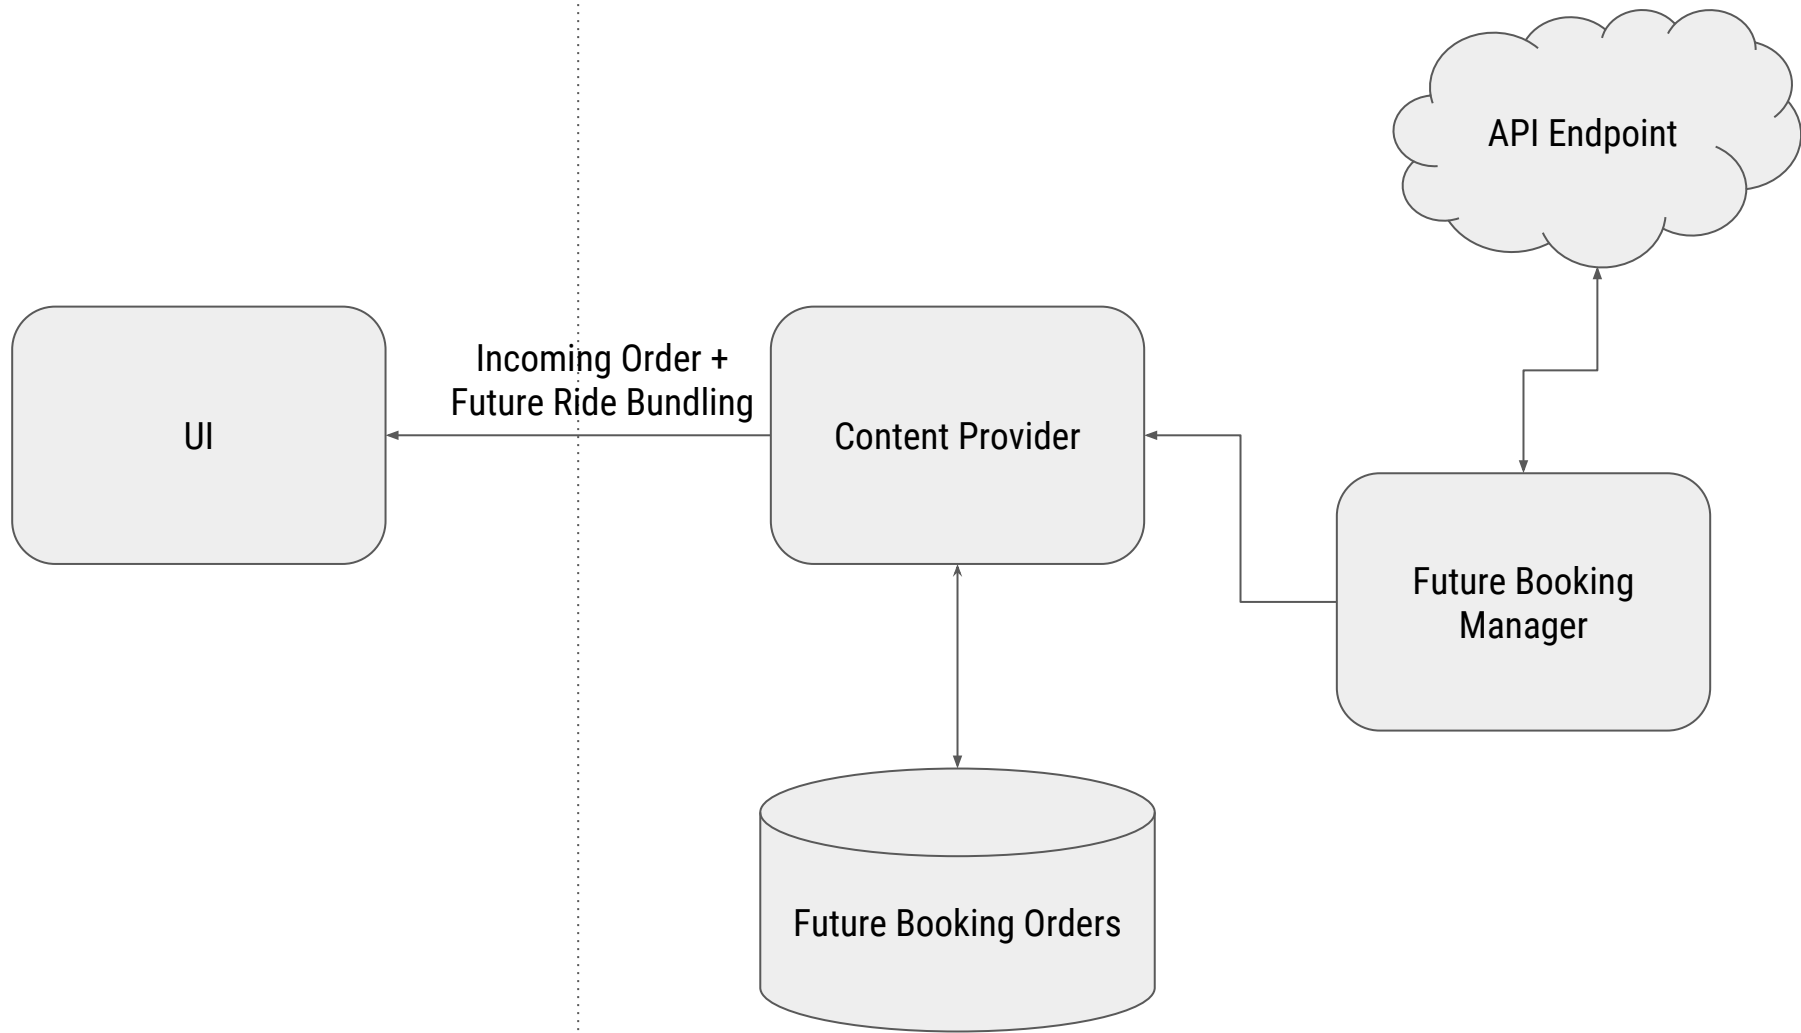 API Endpoint
Incoming Order +
Future Ride Bundling
UI
Content Provider
Future Booking
Manager
Future Booking Orders